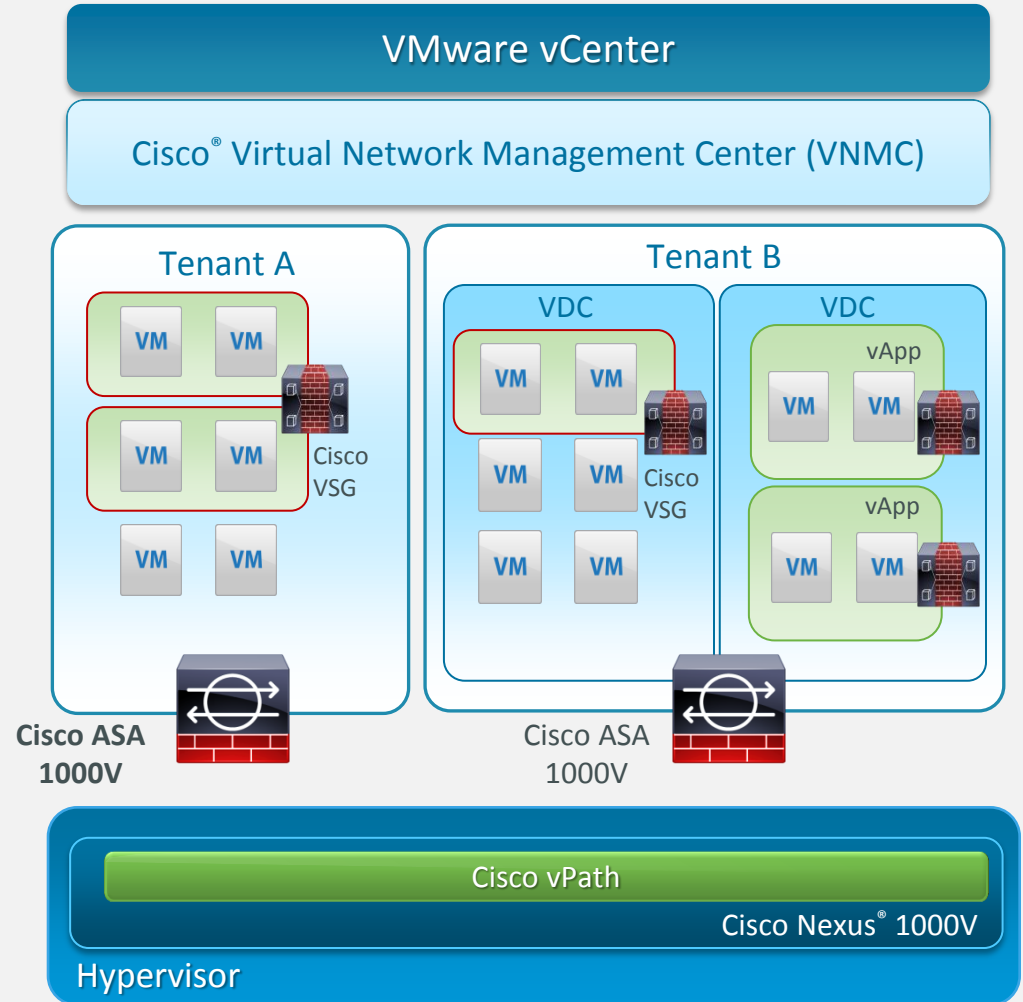 VMware vCenter
Cisco® Virtual Network Management Center (VNMC)
Tenant A
VM VM
VM VM
Cisco
VSG
VM VM
Cisco ASA
1000V
Tenant B
VDC
VM VM
VM VM
Cisco
VSG
VM VM
VDC
vApp
VM VM
vApp
VM VM
Cisco ASA
1000V
Cisco vPath
Cisco Nexus® 1000V
Hypervisor